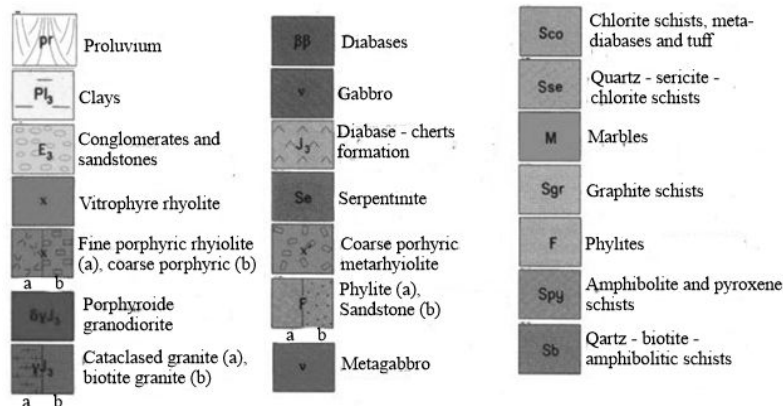 pr
Proluvium
Pl3
Clays
E3
Conglomerates and
sandstones
x
Vitrophyre rhyolite
x
Fine porphyric rhyiolite
(a), coarse porphyric (b)
a b
δγJ3
Porphyroide
granodiorite
γJ3
Cataclased granite (a),
biotite granite (b)
a b
ββ
Diabases
ν
Gabbro
J3
Diabase - cherts
formation
Se
Serpentinite
x
Coarse porhyric
metarhyiolite
F
Phylite (a),
Sandstone (b)
a b
ν
Metagabbro
Sco
Chlorite schists, meta-
diabases and tuff
Sse
Quartz - sericite -
chlorite schists
M
Marbles
Sgr
Graphite schists
F
Phylites
Spy
Amphibolite and pyroxene
schists
Sb
Qartz - biotite -
amphibolitic schists